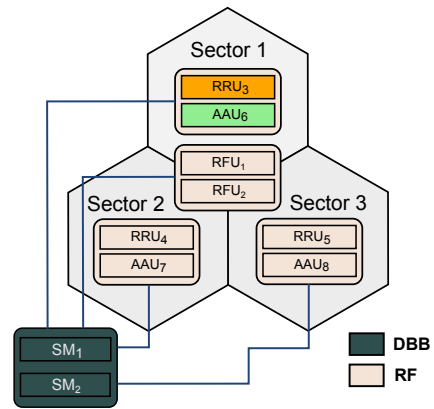 Sector 1
RRU₃
AAU₆
RFU₁
RFU₂
Sector 2
RRU₄
AAU₇
Sector 3
RRU₅
AAU₈
SM₁
SM₂
DBB
RF